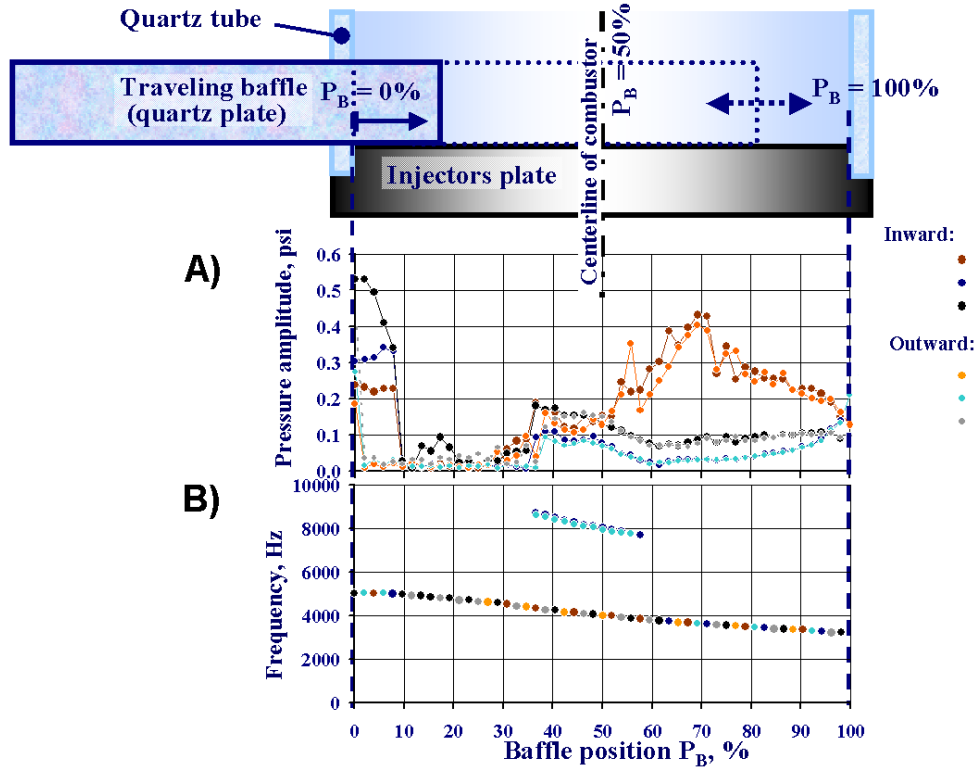 Quartz tube
Traveling baffle
(quartz plate)
P_B = 0%
Centerline of combustor
P_B = 50%
P_B = 100%
Injectors plate
A)
Pressure amplitude, psi
0.6
0.5
0.4
0.3
0.2
0.1
0.0
Inward:
Outward:
B)
Frequency, Hz
10000
8000
6000
4000
2000
0
0 10 20 30 40 50 60 70 80 90 100
Baffle position P_B, %